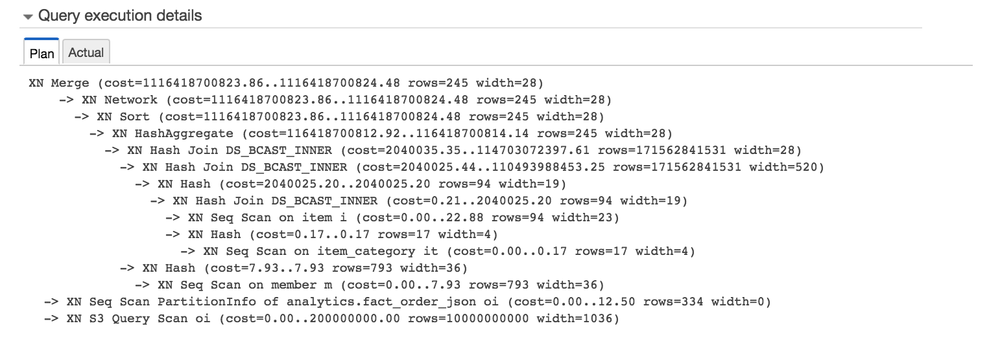 Query execution details
Plan Actual
XN Merge (cost=1116418700823.86..1116418700824.48 rows=245 width=28)
-> XN Network (cost=1116418700823.86..1116418700824.48 rows=245 width=28)
-> XN Sort (cost=1116418700823.86..1116418700824.48 rows=245 width=28)
-> XN HashAggregate (cost=116418700812.92..116418700814.14 rows=245 width=28)
-> XN Hash Join DS_BCAST_INNER (cost=2040035.35..114703072397.61 rows=171562841531 width=28)
-> XN Hash Join DS_BCAST_INNER (cost=2040025.44..110493988453.25 rows=171562841531 width=520)
-> XN Hash (cost=2040025.20..2040025.20 rows=94 width=19)
-> XN Hash Join DS_BCAST_INNER (cost=0.21..2040025.20 rows=94 width=19)
-> XN Seq Scan on item i (cost=0.00..22.88 rows=94 width=23)
-> XN Hash (cost=0.17..0.17 rows=17 width=4)
-> XN Seq Scan on item_category it (cost=0.00..0.17 rows=17 width=4)
-> XN Hash (cost=7.93..7.93 rows=793 width=36)
-> XN Seq Scan on member m (cost=0.00..7.93 rows=793 width=36)
-> XN Seq Scan PartitionInfo of analytics.fact_order_json oi (cost=0.00..12.50 rows=334 width=0)
-> XN S3 Query Scan oi (cost=0.00..200000000.00 rows=10000000000 width=1036)